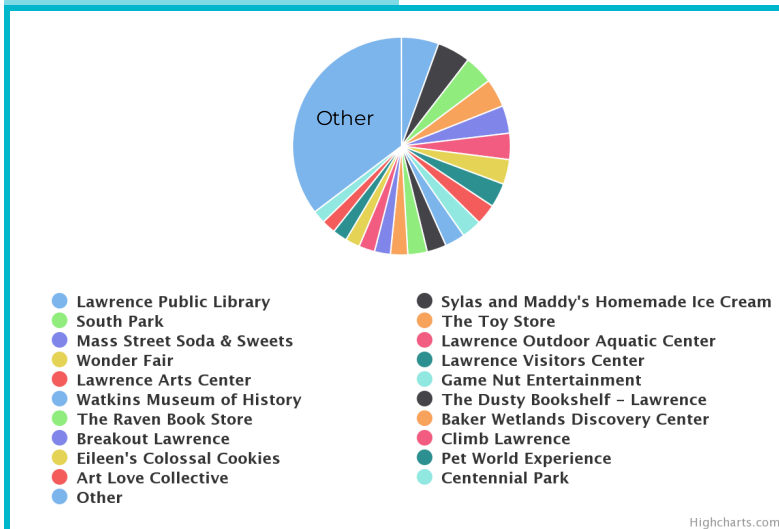 Other
Lawrence Public Library
Sylas and Maddy's Homemade Ice Cream
South Park
The Toy Store
Mass Street Soda & Sweets
Lawrence Outdoor Aquatic Center
Wonder Fair
Lawrence Visitors Center
Lawrence Arts Center
Game Nut Entertainment
Watkins Museum of History
The Dusty Bookshelf - Lawrence
The Raven Book Store
Baker Wetlands Discovery Center
Breakout Lawrence
Climb Lawrence
Eileen's Colossal Cookies
Pet World Experience
Art Love Collective
Centennial Park
Other
Highcharts.com